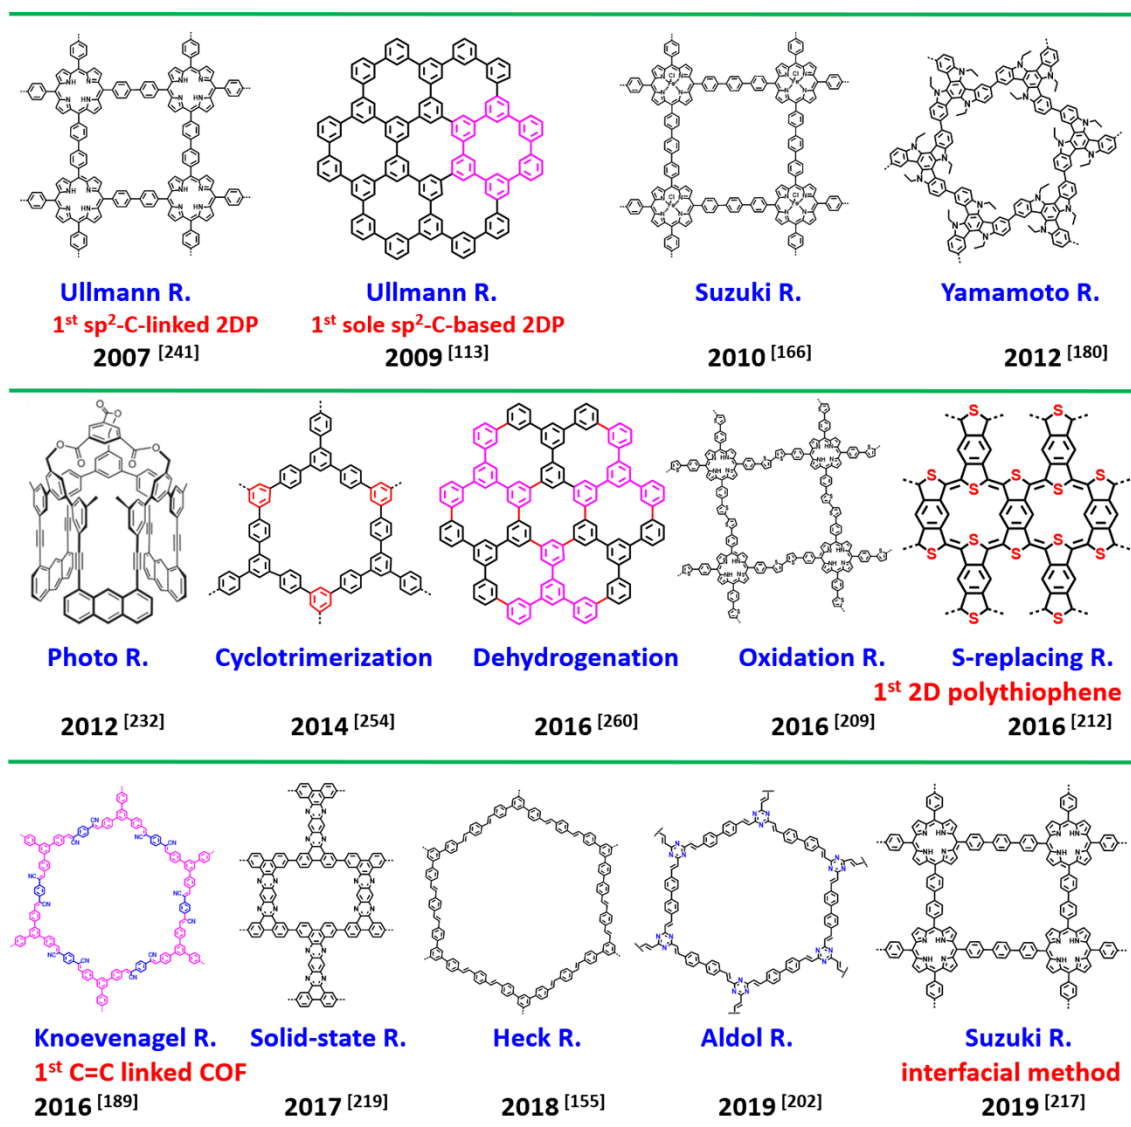 Ullmann R. Ullmann R. Suzuki R. Yamamoto R.
1st sp2-C-linked 2DP 1st sole sp2-C-based 2DP
2007 [241] 2009 [113] 2010 [166] 2012 [180]
Photo R. Cyclotrimerization Dehydrogenation Oxidation R. S-replacing R.
1st 2D polythiophene
2012 [232] 2014 [254] 2016 [260] 2016 [209] 2016 [212]
Knoevenagel R. Solid-state R. Heck R. Aldol R. Suzuki R.
1st C=C linked COF interfacial method
2016 [189] 2017 [219] 2018 [155] 2019 [202] 2019 [217]